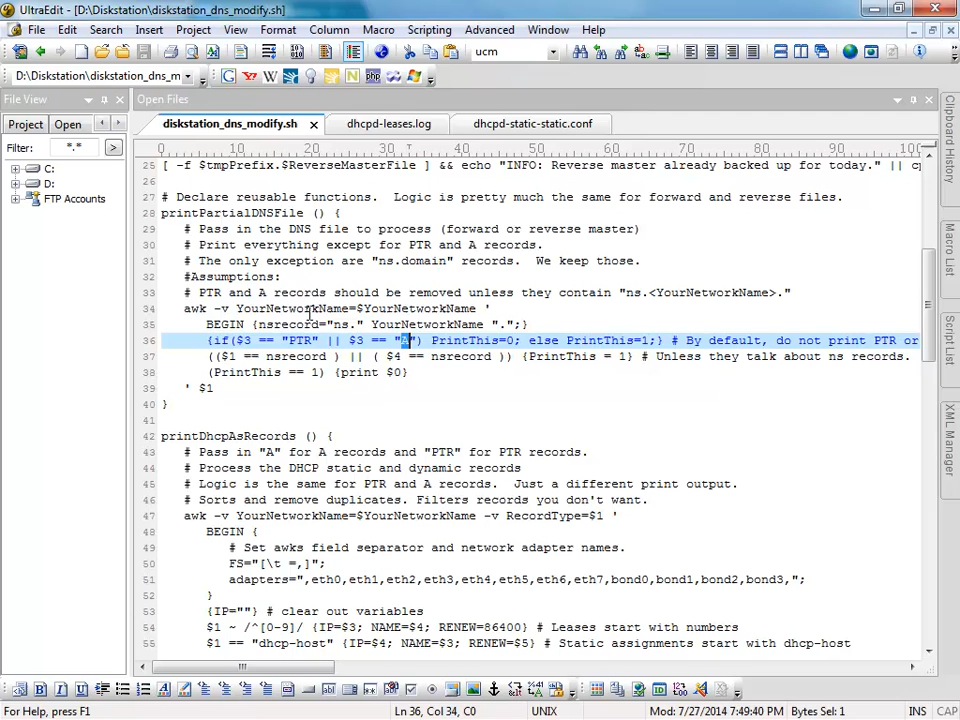 UltraEdit - [D:\Diskstation\diskstation_dns_modify.sh]
File Edit Search Insert Project View Format Column Macro Scripting Advanced Window Help
ucm
D:\Diskstation\diskstation_dns_m
File View
Open Files
Project Open
diskstation_dns_modify.sh dhcpd-leases.log dhcpd-static-static.conf
Filter: *.*
0 10 20 30 40 50 60 70 80 90 100
C:
D:
FTP Accounts
25 [ -f $tmpPrefix.$ReverseMasterFile ] && echo "INFO: Reverse master already backed up for today." || cp
26
27 # Declare reusable functions.  Logic is pretty much the same for forward and reverse files.
28 printPartialDNSFile () {
29 # Pass in the DNS file to process (forward or reverse master)
30 # Print everything except for PTR and A records.
31 # The only exception are "ns.domain" records.  We keep those.
32 #Assumptions:
33 # PTR and A records should be removed unless they contain "ns.<YourNetworkName>."
34 awk -v YourNetworkName=$YourNetworkName '
35 BEGIN {nsrecord="ns." YourNetworkName ".";}
36 {if($3 == "PTR" || $3 == "A") PrintThis=0; else PrintThis=1;} # By default, do not print PTR or
37 (($1 == nsrecord ) || ( $4 == nsrecord )) {PrintThis = 1} # Unless they talk about ns records.
38 (PrintThis == 1) {print $0}
39 ' $1
40 }
41
42 printDhcpAsRecords () {
43 # Pass in "A" for A records and "PTR" for PTR records.
44 # Process the DHCP static and dynamic records
45 # Logic is the same for PTR and A records.  Just a different print output.
46 # Sorts and remove duplicates. Filters records you don't want.
47 awk -v YourNetworkName=$YourNetworkName -v RecordType=$1 '
48 BEGIN {
49 # Set awks field separator and network adapter names.
50 FS="[\t =,]";
51 adapters=",eth0,eth1,eth2,eth3,eth4,eth5,eth6,eth7,bond0,bond1,bond2,bond3,";
52 }
53 {IP=""} # clear out variables
54 $1 ~ /^[0-9]/ {IP=$3; NAME=$4; RENEW=86400} # Leases start with numbers
55 $1 == "dhcp-host" {IP=$4; NAME=$3; RENEW=$5} # Static assignments start with dhcp-host
Clipboard History
Macro List
Script List
XML Manager
For Help, press F1
Ln 36, Col 34, C0
UNIX
Mod: 7/27/2014 7:49:40 PM
Bytes Sel: 1
INS
CAP